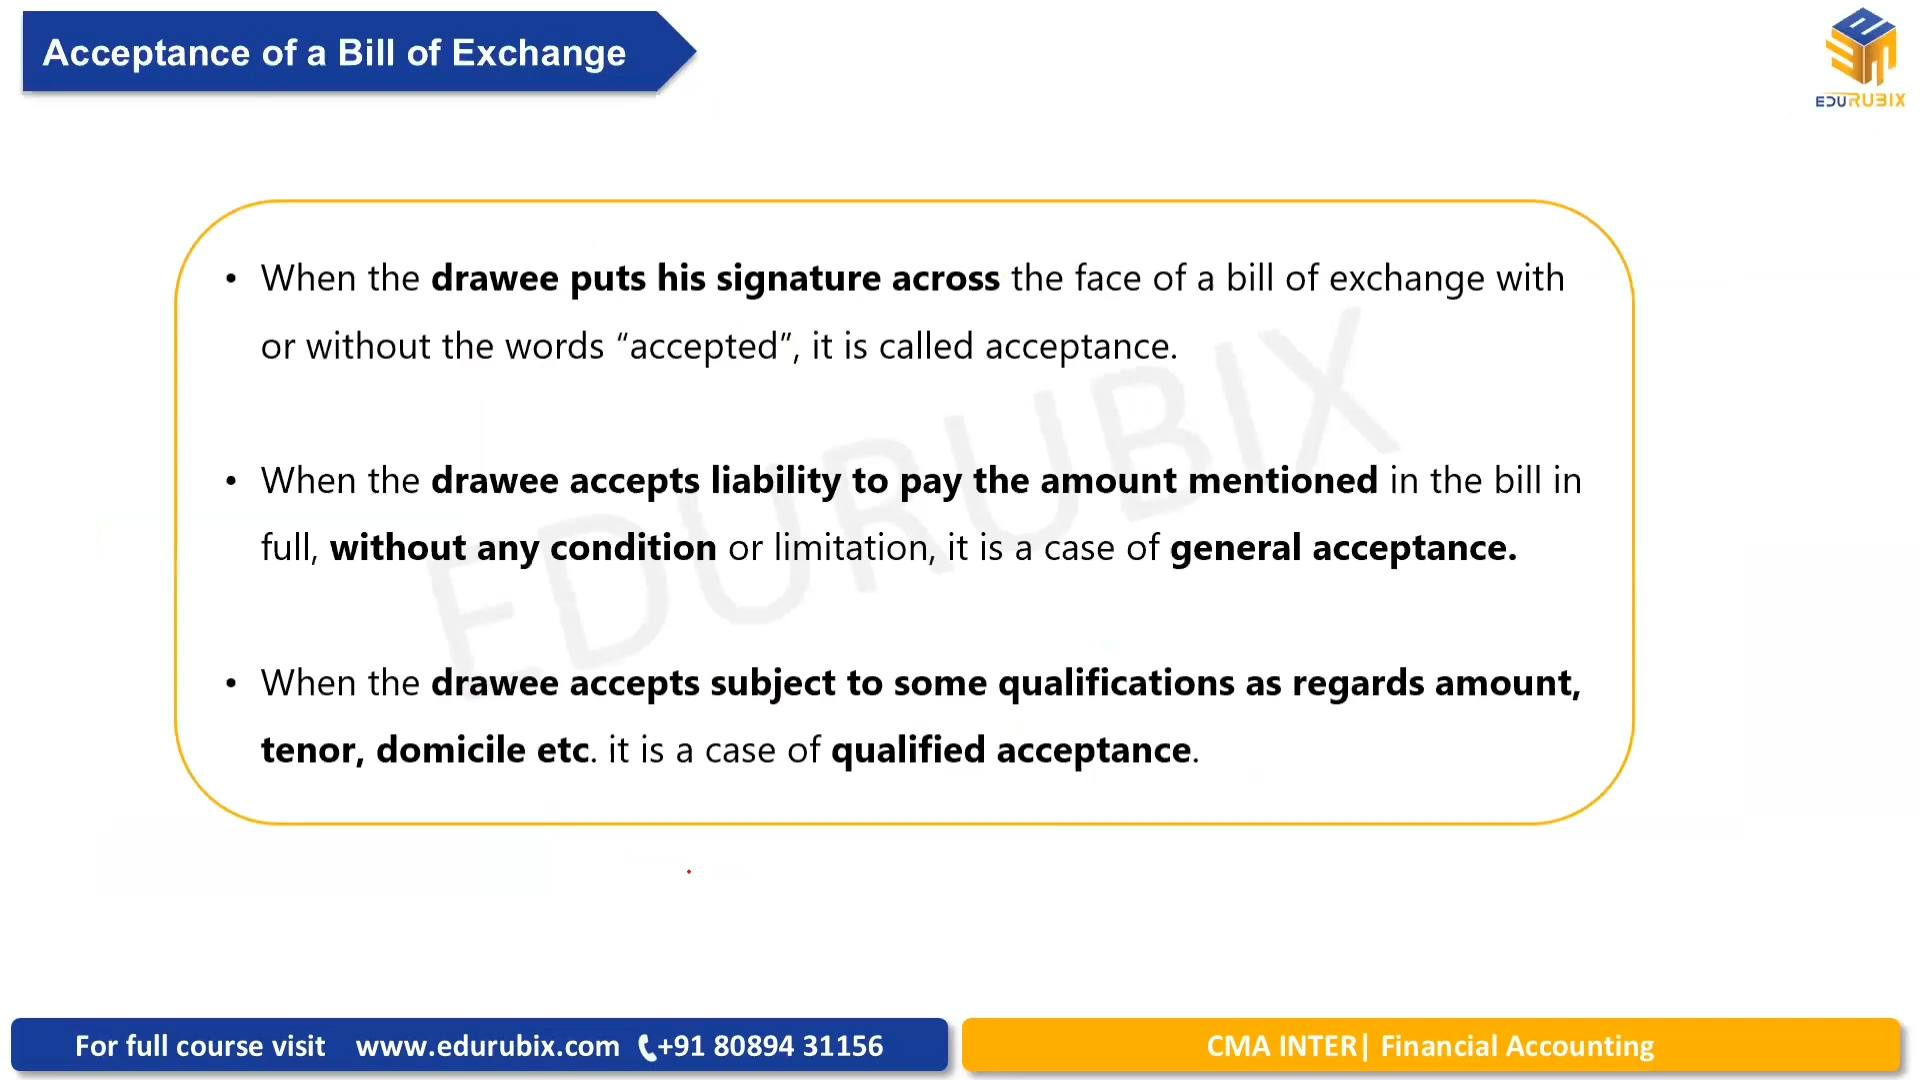 Acceptance of a Bill of Exchange
EDURUBIX
• When the drawee puts his signature across the face of a bill of exchange with
or without the words “accepted”, it is called acceptance.
• When the drawee accepts liability to pay the amount mentioned in the bill in
full, without any condition or limitation, it is a case of general acceptance.
• When the drawee accepts subject to some qualifications as regards amount,
tenor, domicile etc. it is a case of qualified acceptance.
EDURUBIX
For full course visit www.edurubix.com +91 80894 31156
CMA INTER| Financial Accounting